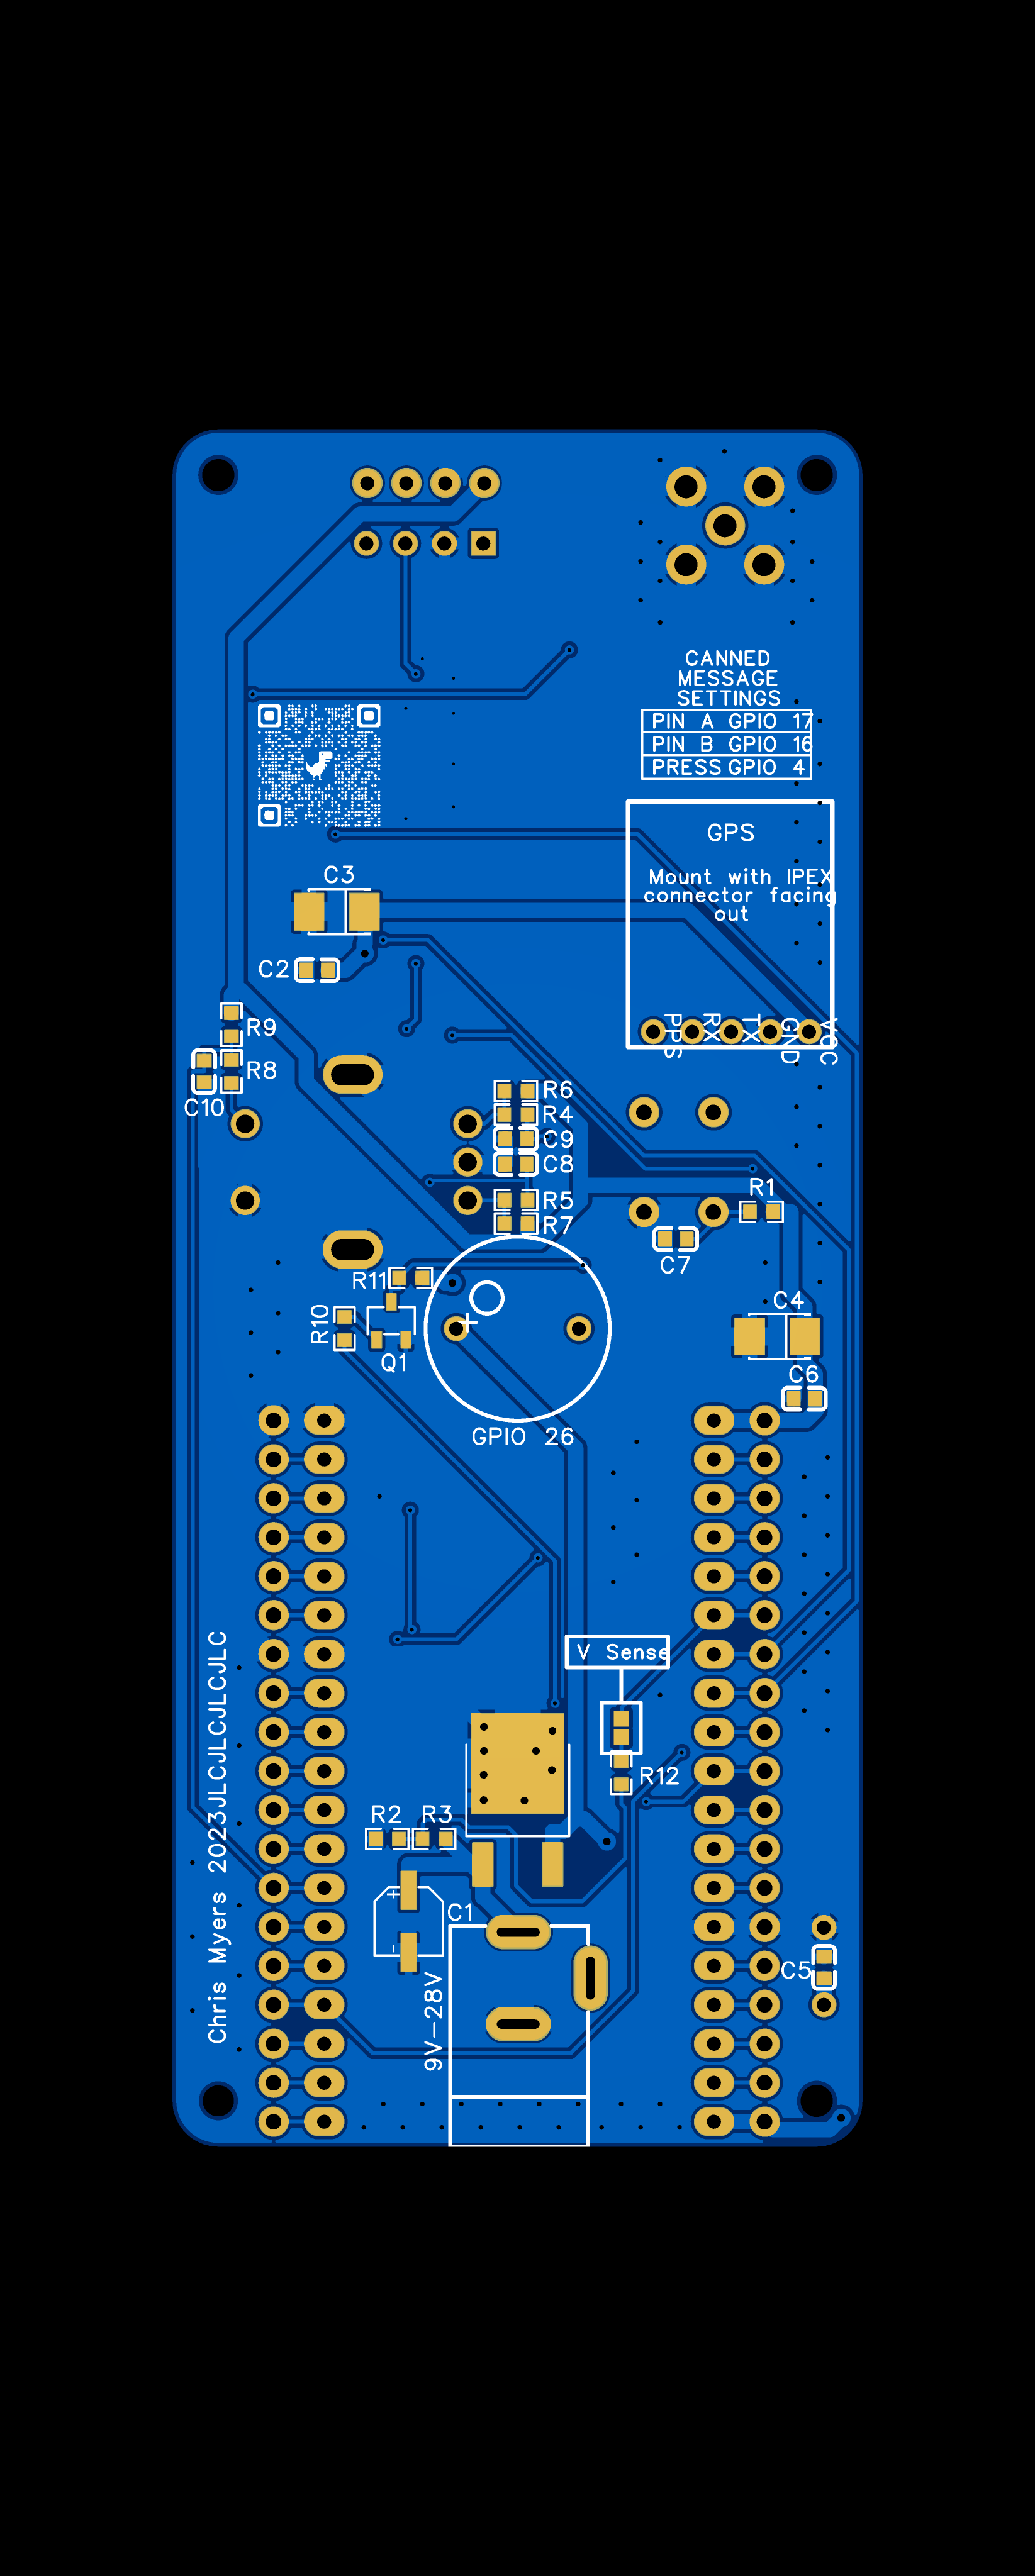 CANNED
MESSAGE
SETTINGS
PIN A GPIO 17
PIN B GPIO 16
PRESS GPIO 4
GPS
Mount with IPEX
connector facing
out
C3
C2
PPS
RX
TX
GND
VCC
R9
R8
C10
R6
R4
C9
C8
R5
R7
R1
C7
R11
R10
Q1
C4
C6
GPIO 26
V Sense
R12
R2
R3
C1
C5
9V-28V
Chris Myers 2023JLCJLCJLCJLC